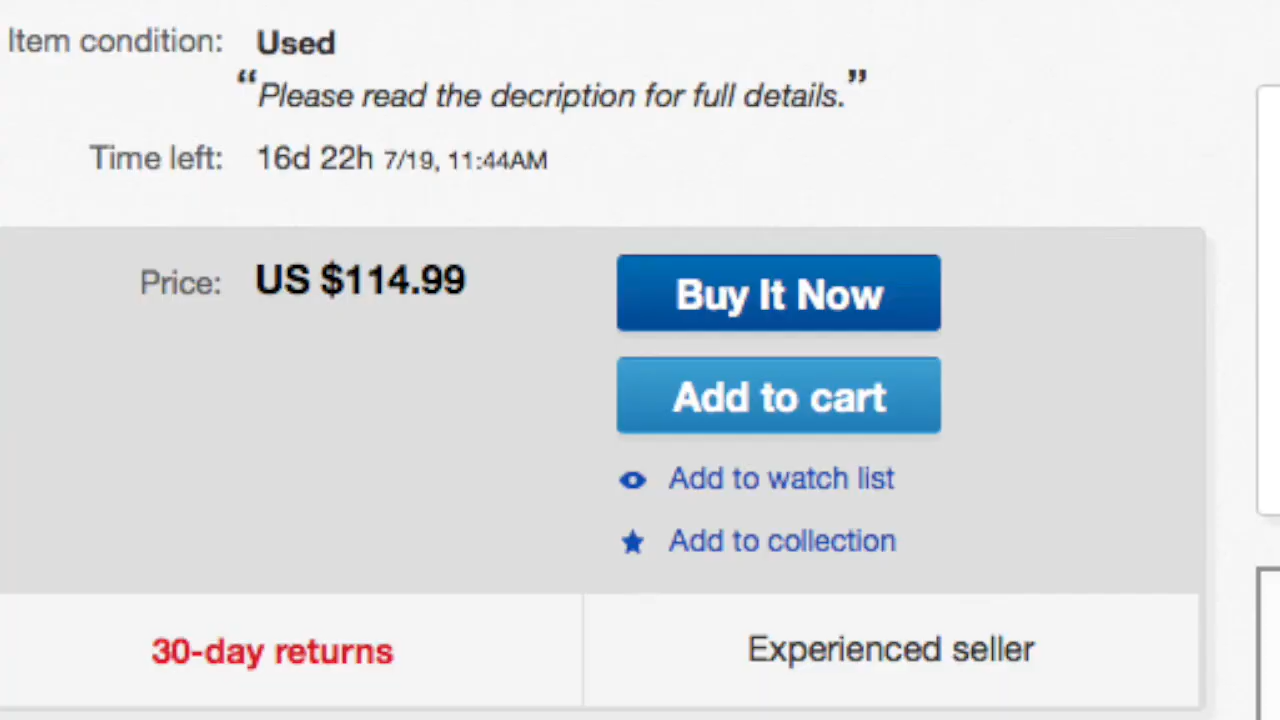 Item condition: Used
“Please read the decription for full details.”
Time left: 16d 22h 7/19, 11:44AM
Price: US $114.99
Buy It Now
Add to cart
Add to watch list
Add to collection
30-day returns
Experienced seller